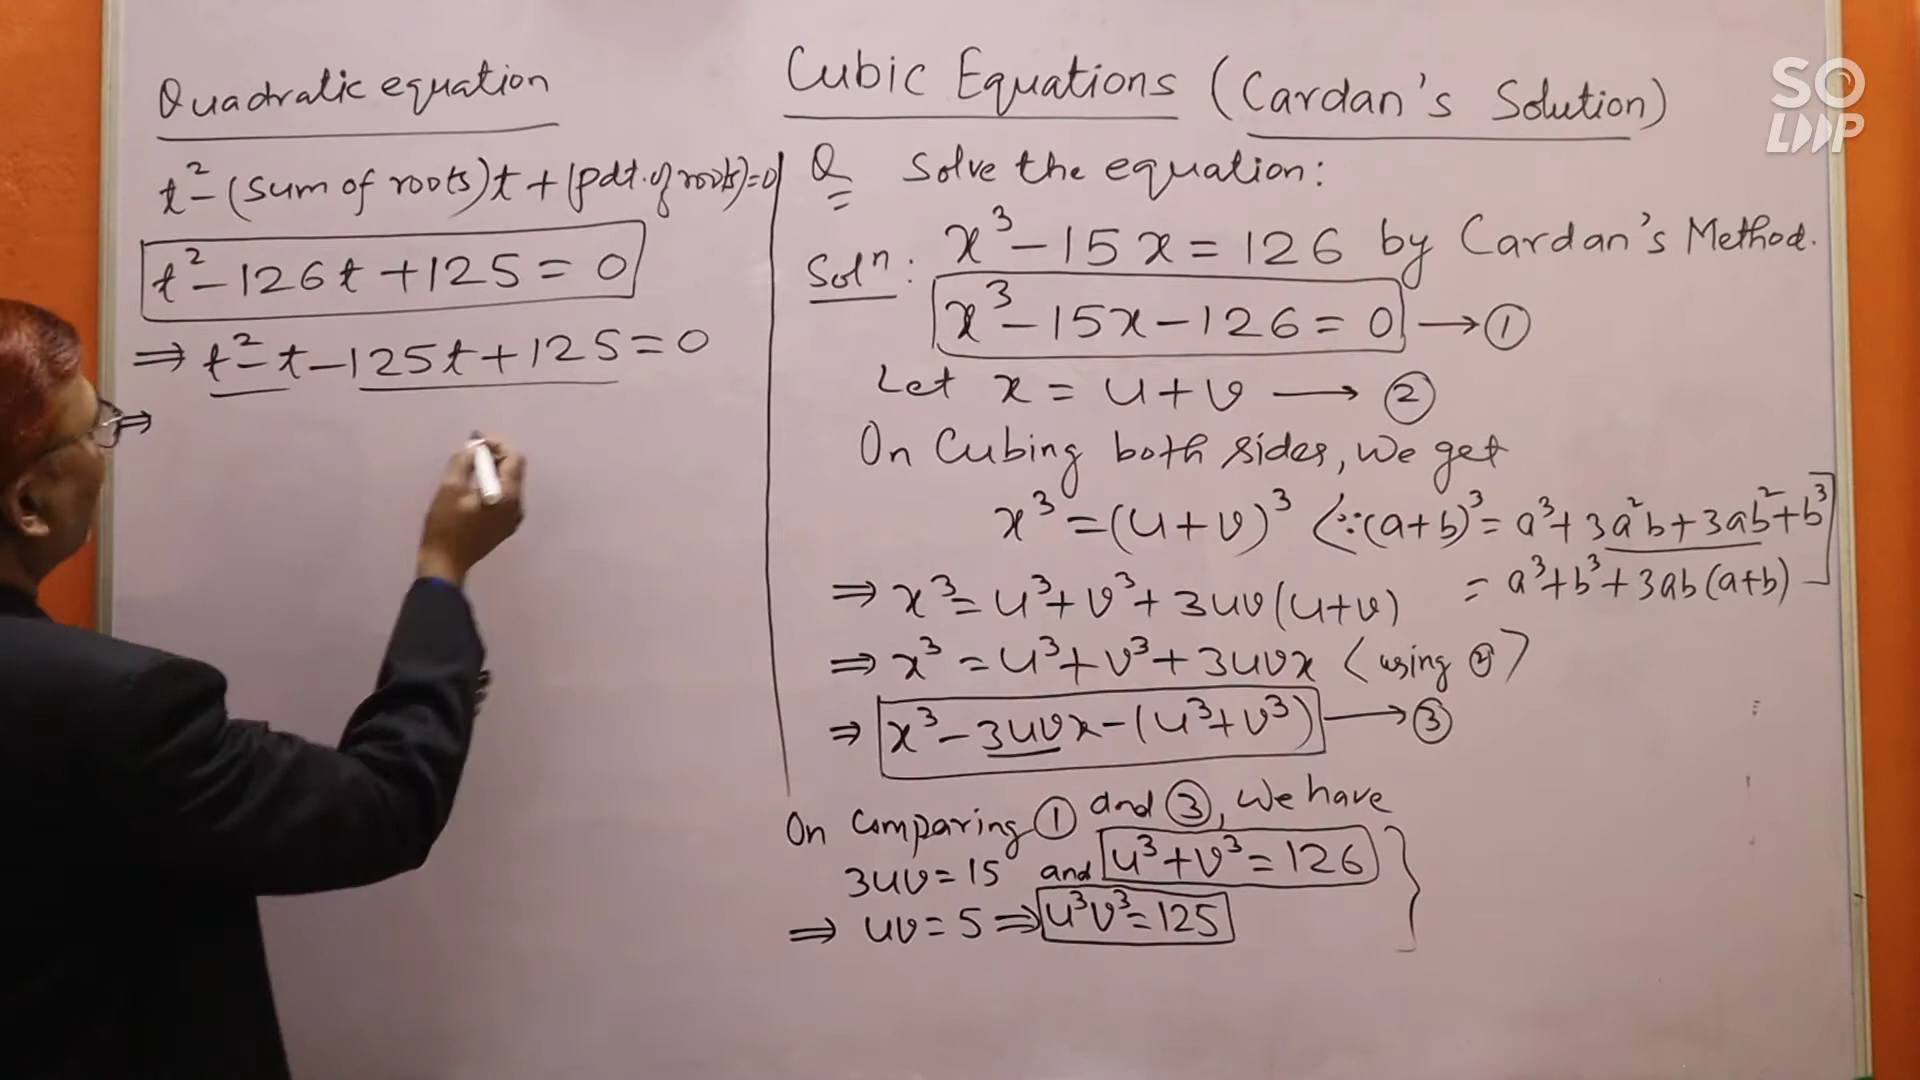 Quadratic equation
t² - (sum of roots)t + (pdt. of roots) = 0
t² - 126t + 125 = 0
⇒ t² - t - 125t + 125 = 0
⇒
Cubic Equations (Cardan's Solution)
Q Solve the equation:
x³ - 15x = 126 by Cardan's Method.
Solⁿ:
x³ - 15x - 126 = 0 → ①
Let x = u + v → ②
On Cubing both sides, we get
x³ = (u + v)³ ⟨∵ (a + b)³ = a³ + 3a²b + 3ab² + b³
= a³ + b³ + 3ab(a + b)
⇒ x³ = u³ + v³ + 3uv(u + v)
⇒ x³ = u³ + v³ + 3uvx ⟨using ②⟩
⇒ x³ - 3uvx - (u³ + v³) → ③
On Comparing ① and ③, we have
3uv = 15 and u³ + v³ = 126
⇒ uv = 5 ⇒ u³v³ = 125
SO
LOOP